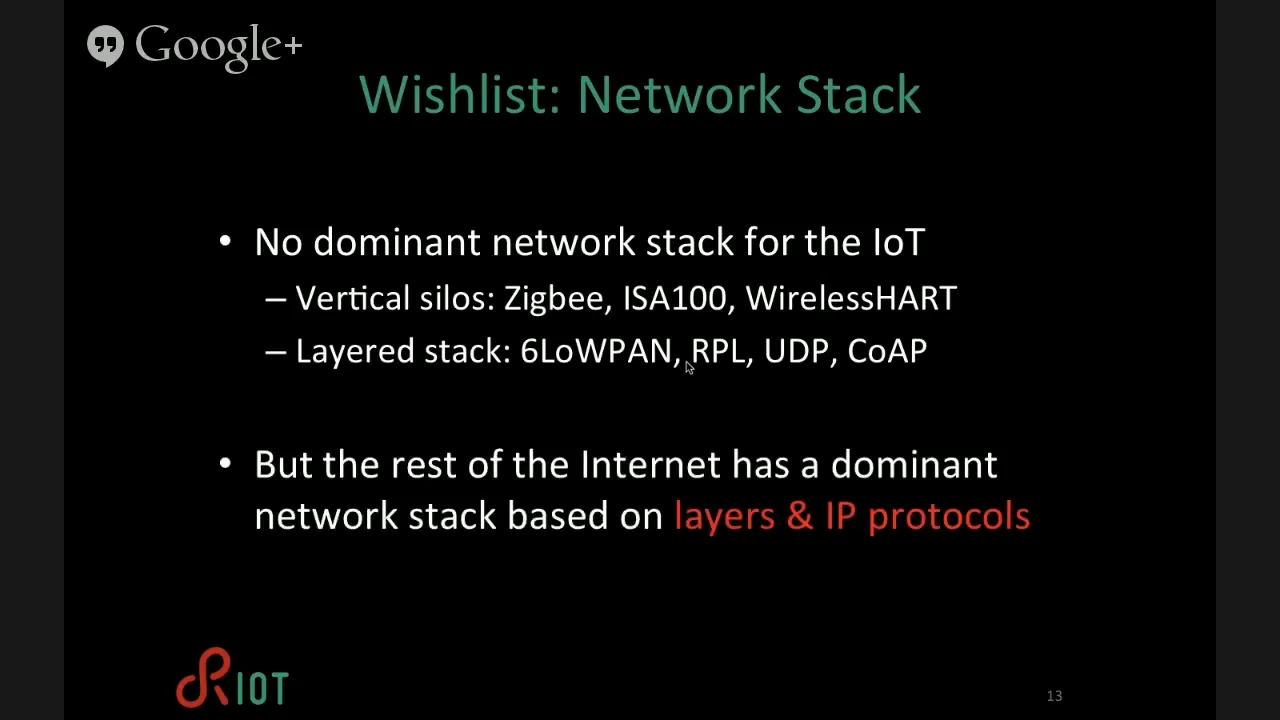 Google+
Wishlist: Network Stack
• No dominant network stack for the IoT
– Vertical silos: Zigbee, ISA100, WirelessHART
– Layered stack: 6LoWPAN, RPL, UDP, CoAP
• But the rest of the Internet has a dominant
network stack based on layers & IP protocols
RIOT
13